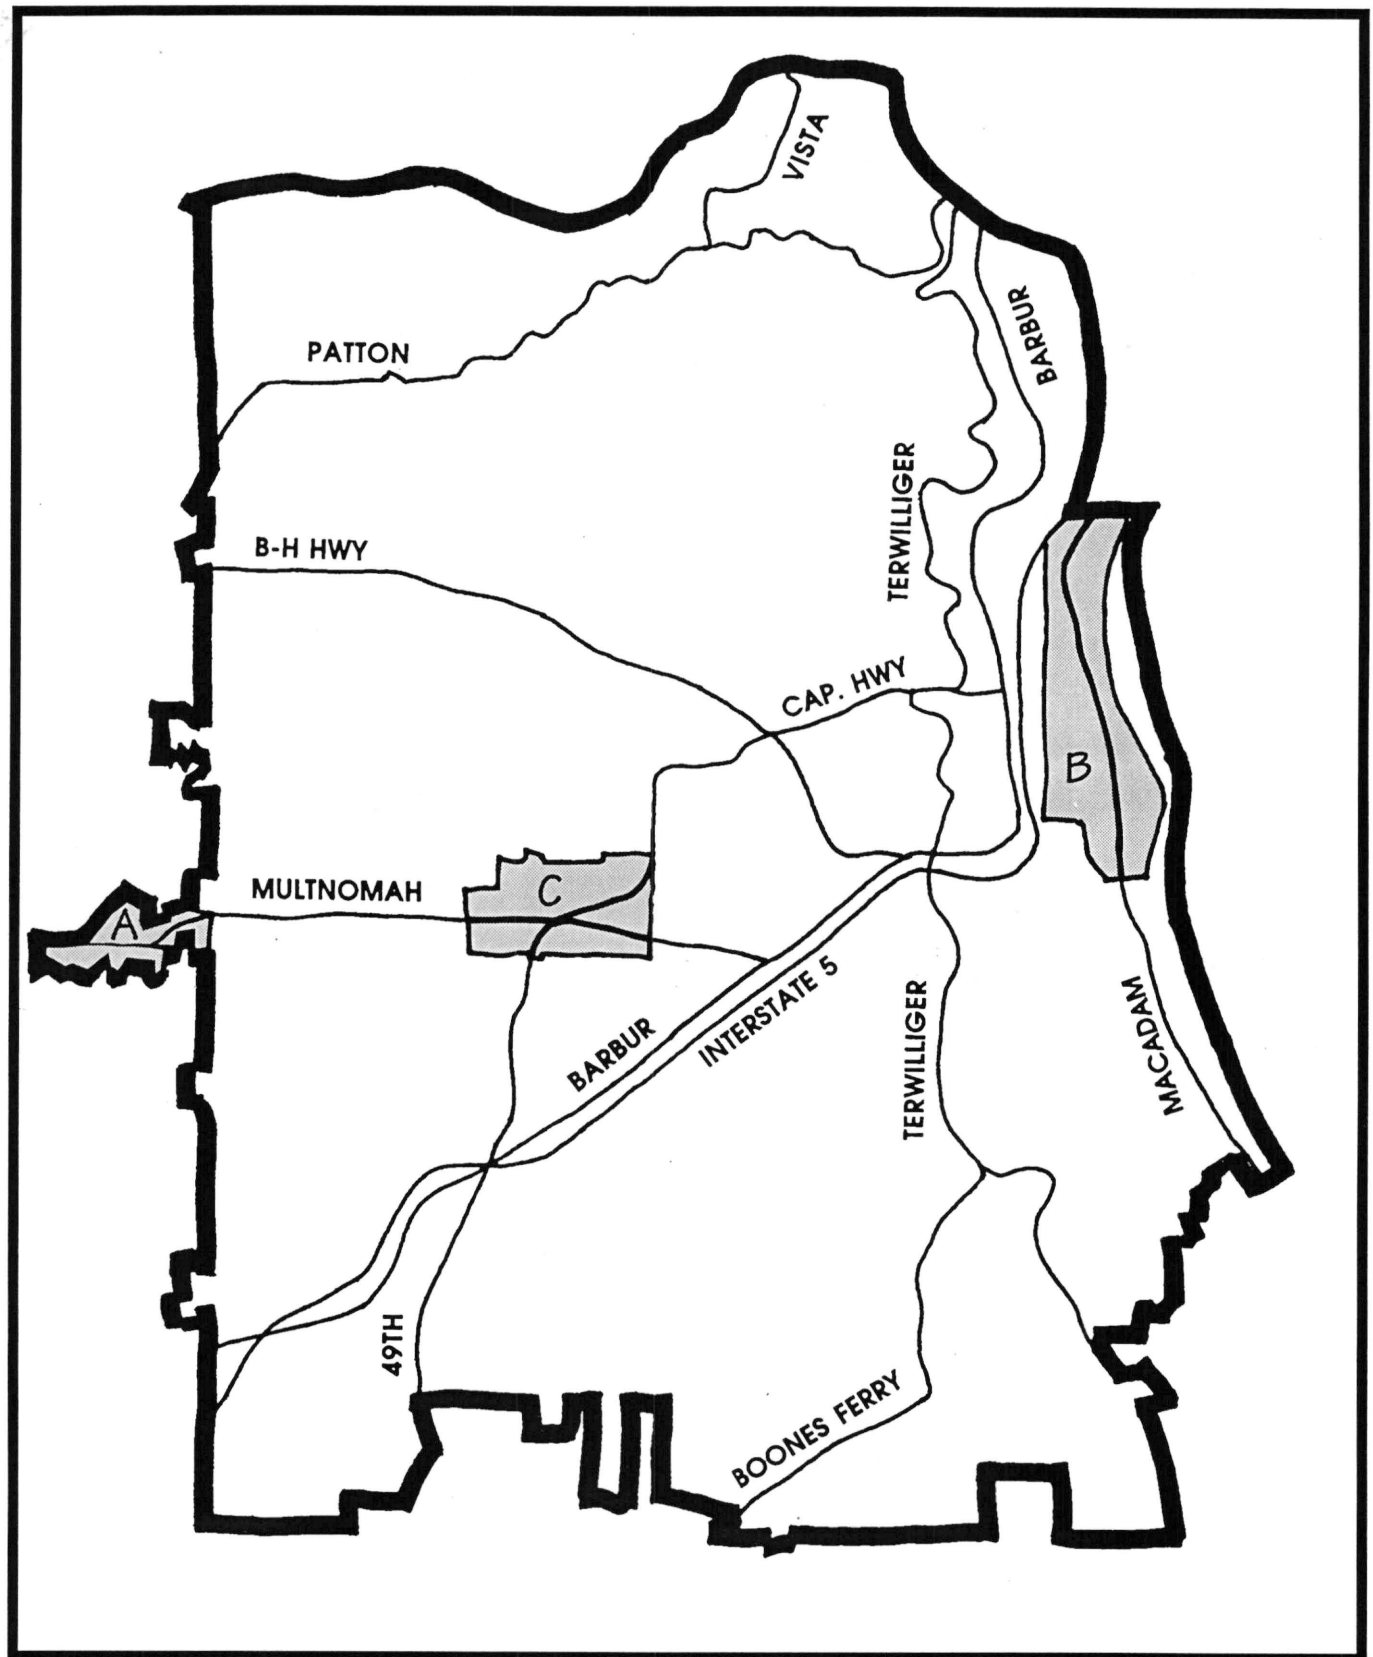 VISTA
BARBUR
PATTON
TERWILLIGER
B-H HWY
CAP. HWY
B
MULTNOMAH
C
A
INTERSTATE 5
BARBUR
TERWILLIGER
MACADAM
49TH
BOONES FERRY